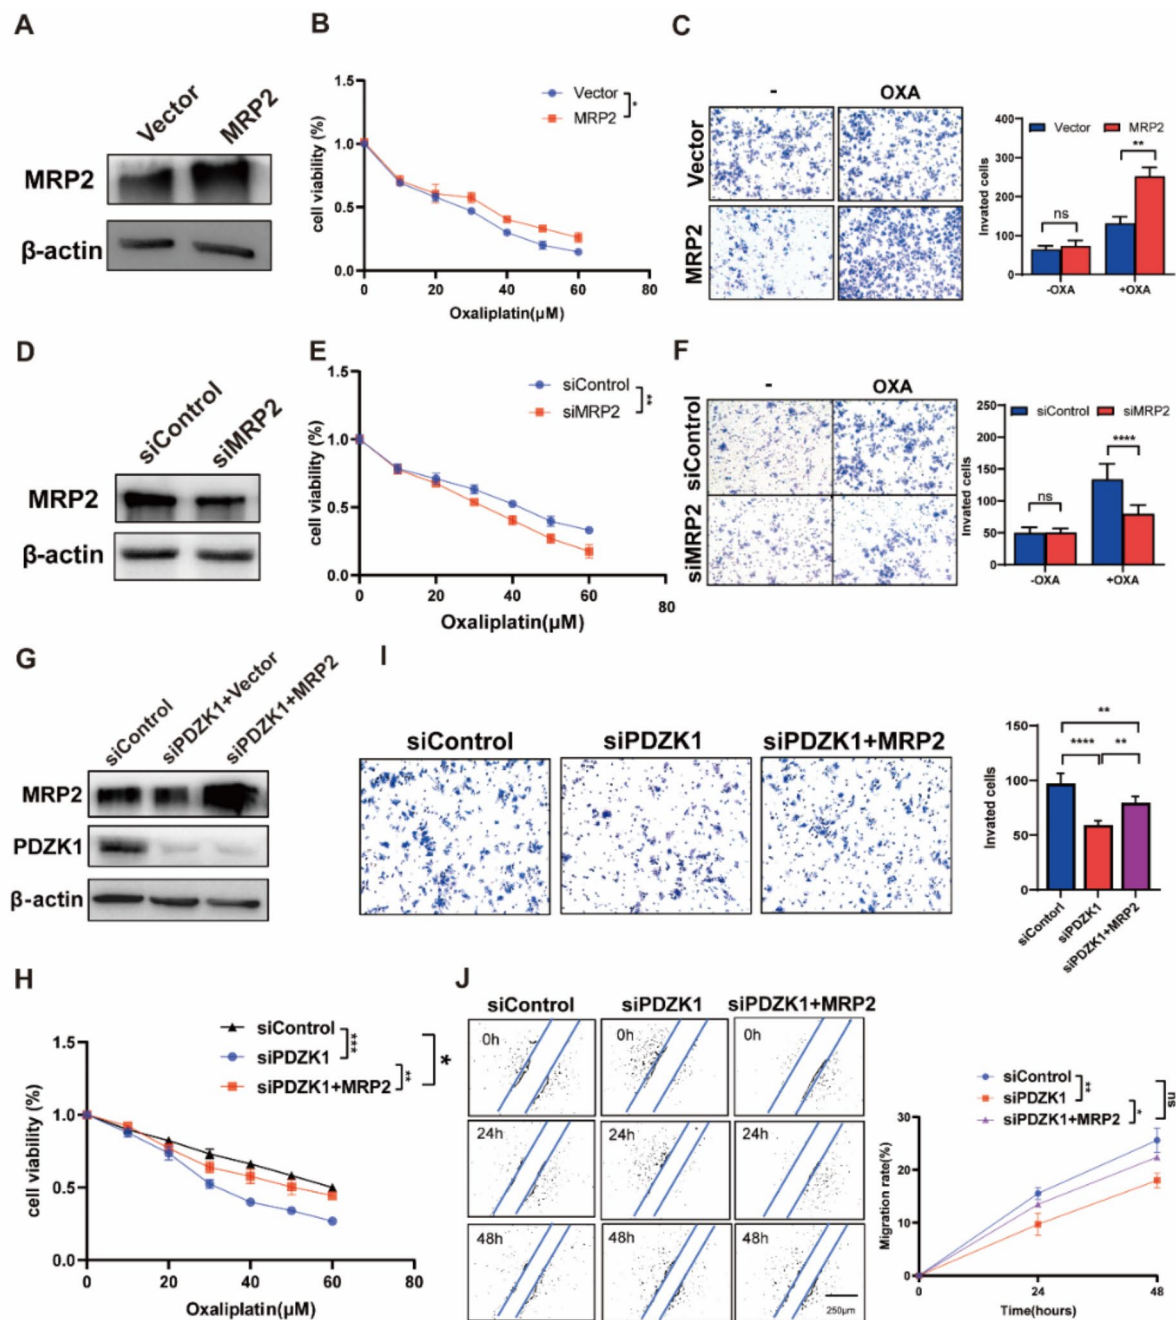 A
Vector
MRP2
MRP2
β-actin
B
1.5
1.0
0.5
0.0
cell viability (%)
0
20
40
60
80
Oxaliplatin(μM)
Vector
MRP2
*
C
-
OXA
Vector
MRP2
400
300
200
100
0
Invated cells
Vector
MRP2
ns
**
-OXA
+OXA
D
siControl
siMRP2
MRP2
β-actin
E
1.5
1.0
0.5
0.0
cell viability (%)
0
20
40
60
80
Oxaliplatin(μM)
siControl
siMRP2
**
F
-
OXA
siControl
siMRP2
250
200
150
100
50
0
Invated cells
siControl
siMRP2
ns
****
-OXA
+OXA
G
siControl
siPDZK1+Vector
siPDZK1+MRP2
MRP2
PDZK1
β-actin
I
siControl
siPDZK1
siPDZK1+MRP2
150
100
50
0
Invated cells
**
****
**
siContorl
siPDZK1
siPDZK1+MRP2
H
1.5
1.0
0.5
0.0
cell viability (%)
0
20
40
60
80
Oxaliplatin(μM)
siControl
siPDZK1
siPDZK1+MRP2
***
**
*
J
siControl
siPDZK1
siPDZK1+MRP2
0h
0h
0h
24h
24h
24h
48h
48h
48h
250μm
siControl
siPDZK1
siPDZK1+MRP2
**
*
ns
30
20
10
0
Migration rate(%)
0
24
48
Time(hours)